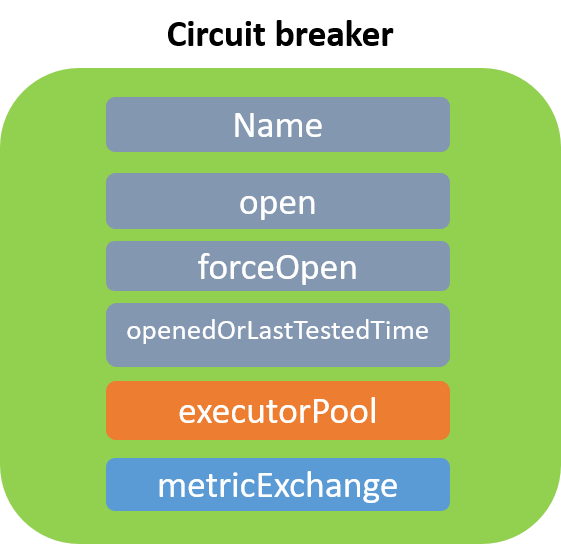 Circuit breaker
Name
open
forceOpen
openedOrLastTestedTime
executorPool
metricExchange